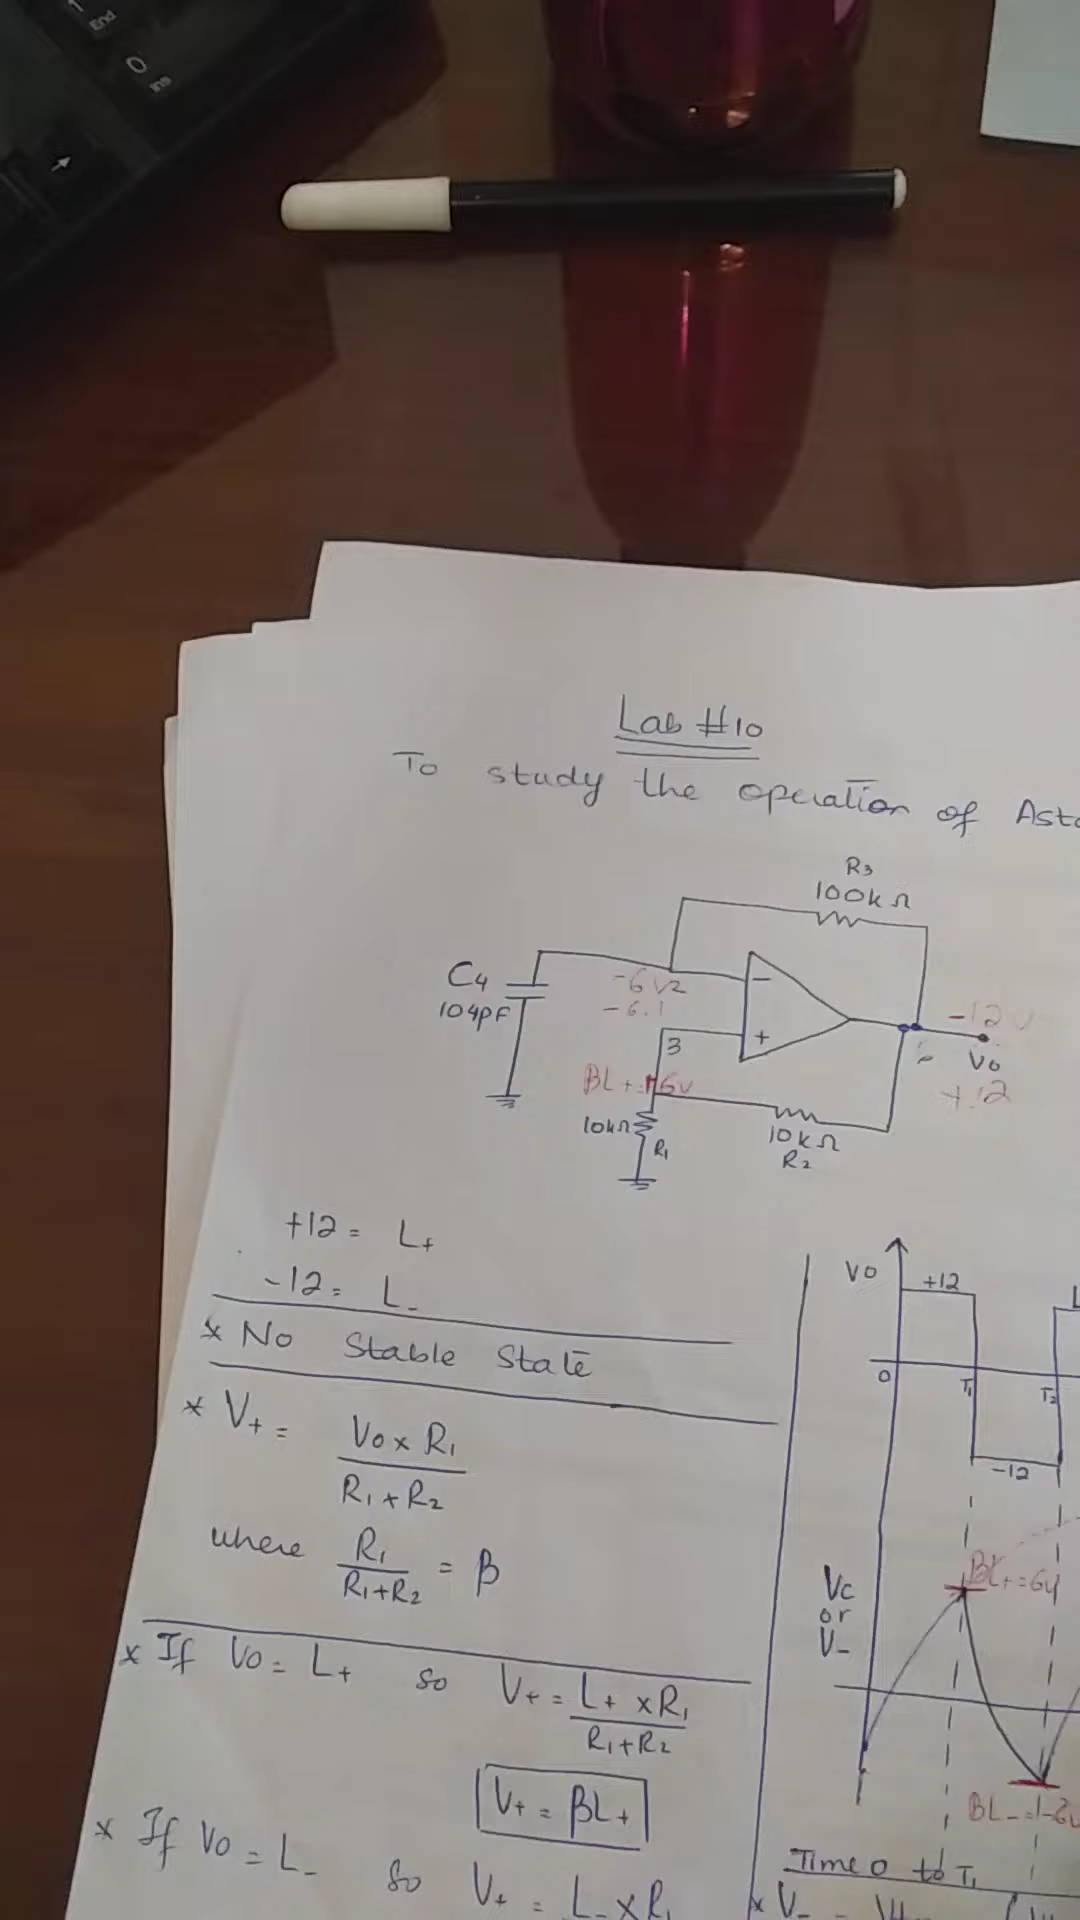 End
0
Ins
Lab #10
To study the operation of
R3
100kΩ
C4
104pF
-6V2
-6.1
-12V
3
Vo
+12
BL+=+6V
10kΩ
R1
10kΩ
R2
+12 = L+
-12 = L-
* No Stable State
* V+ = Vo x R1
R1 + R2
where R1 = β
R1+R2
* If Vo = L+ so V+ = L+ x R1
R1+R2
V+ = βL+
* If Vo = L- so V+ = L- x R1
Vo
+12
0
T1
T2
-12
BL+=6V
Vc
or
V-
BL-=-6V
Time 0 to T1
* V-